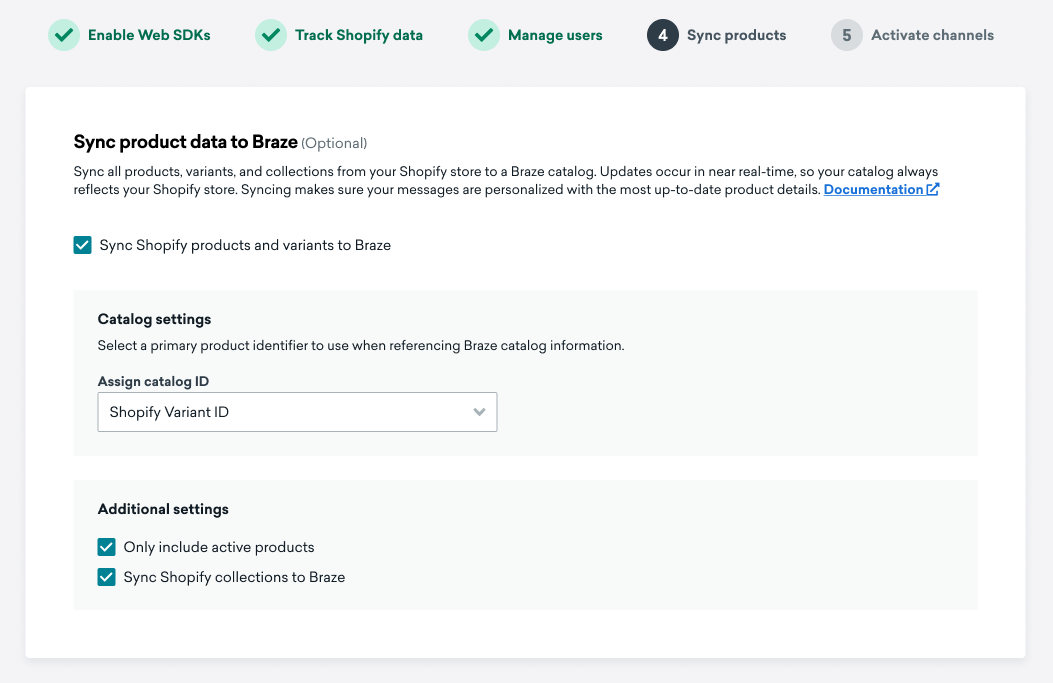 Enable Web SDKs
Track Shopify data
Manage users
4 Sync products
5 Activate channels
Sync product data to Braze (Optional)
Sync all products, variants, and collections from your Shopify store to a Braze catalog. Updates occur in near real-time, so your catalog always
reflects your Shopify store. Syncing makes sure your messages are personalized with the most up-to-date product details. Documentation
Sync Shopify products and variants to Braze
Catalog settings
Select a primary product identifier to use when referencing Braze catalog information.
Assign catalog ID
Shopify Variant ID
Additional settings
Only include active products
Sync Shopify collections to Braze